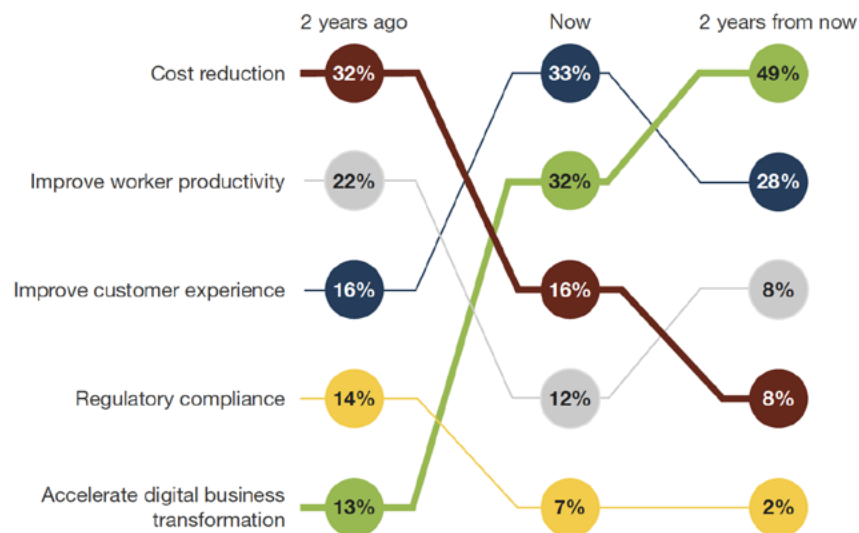 2 years ago Now 2 years from now
Cost reduction 32% 33% 49%
Improve worker productivity 22% 32% 28%
Improve customer experience 16% 16% 8%
Regulatory compliance 14% 12% 8%
Accelerate digital business
transformation 13% 7% 2%